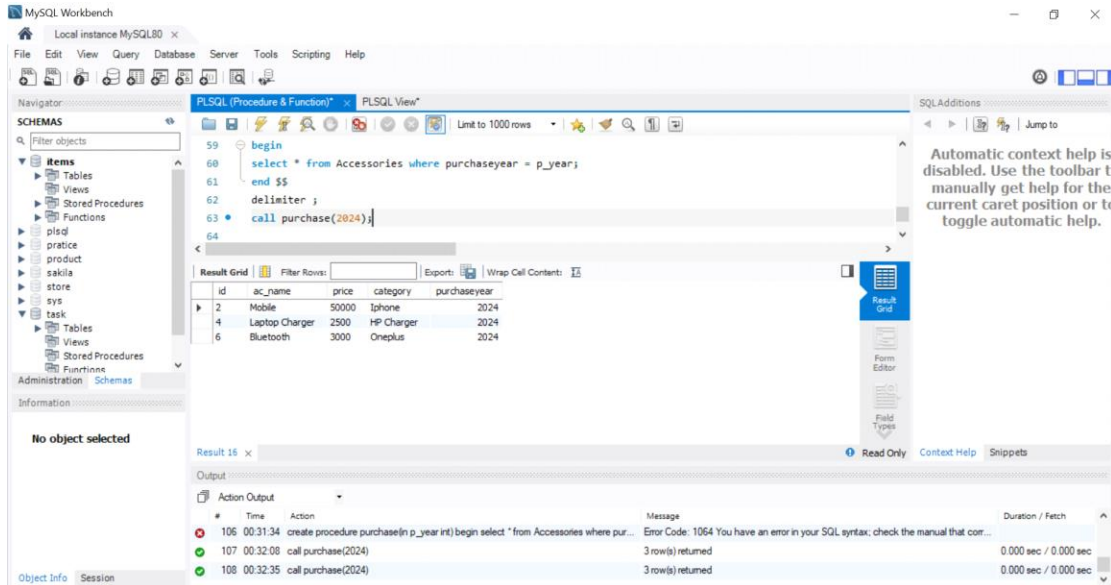 MySQL Workbench
Local instance MySQL80 ×
File Edit View Query Database Server Tools Scripting Help
Navigator
SCHEMAS
Filter objects
items
Tables
Views
Stored Procedures
Functions
plsql
pratice
product
sakila
store
sys
task
Tables
Views
Stored Procedures
Functions
Administration Schemas
Information
No object selected
Object Info Session
PLSQL (Procedure & Function)* × PLSQL View*
Limit to 1000 rows
59 begin
60 select * from Accessories where purchaseyear = p_year;
61 end $$
62 delimiter ;
63 call purchase(2024);
64
Result Grid Filter Rows: Export: Wrap Cell Content:
id ac_name price category purchaseyear
2 Mobile 50000 Iphone 2024
4 Laptop Charger 2500 HP Charger 2024
6 Bluetooth 3000 Oneplus 2024
Result Grid
Form Editor
Field Types
Result 16 × Read Only
SQLAdditions
Jump to
Automatic context help is
disabled. Use the toolbar t
manually get help for the
current caret position or to
toggle automatic help.
Context Help Snippets
Output
Action Output
# Time Action Message Duration / Fetch
106 00:31:34 create procedure purchase(in p_year int) begin select * from Accessories where pur... Error Code: 1064 You have an error in your SQL syntax; check the manual that corr...
107 00:32:08 call purchase(2024) 3 row(s) returned 0.000 sec / 0.000 sec
108 00:32:35 call purchase(2024) 3 row(s) returned 0.000 sec / 0.000 sec